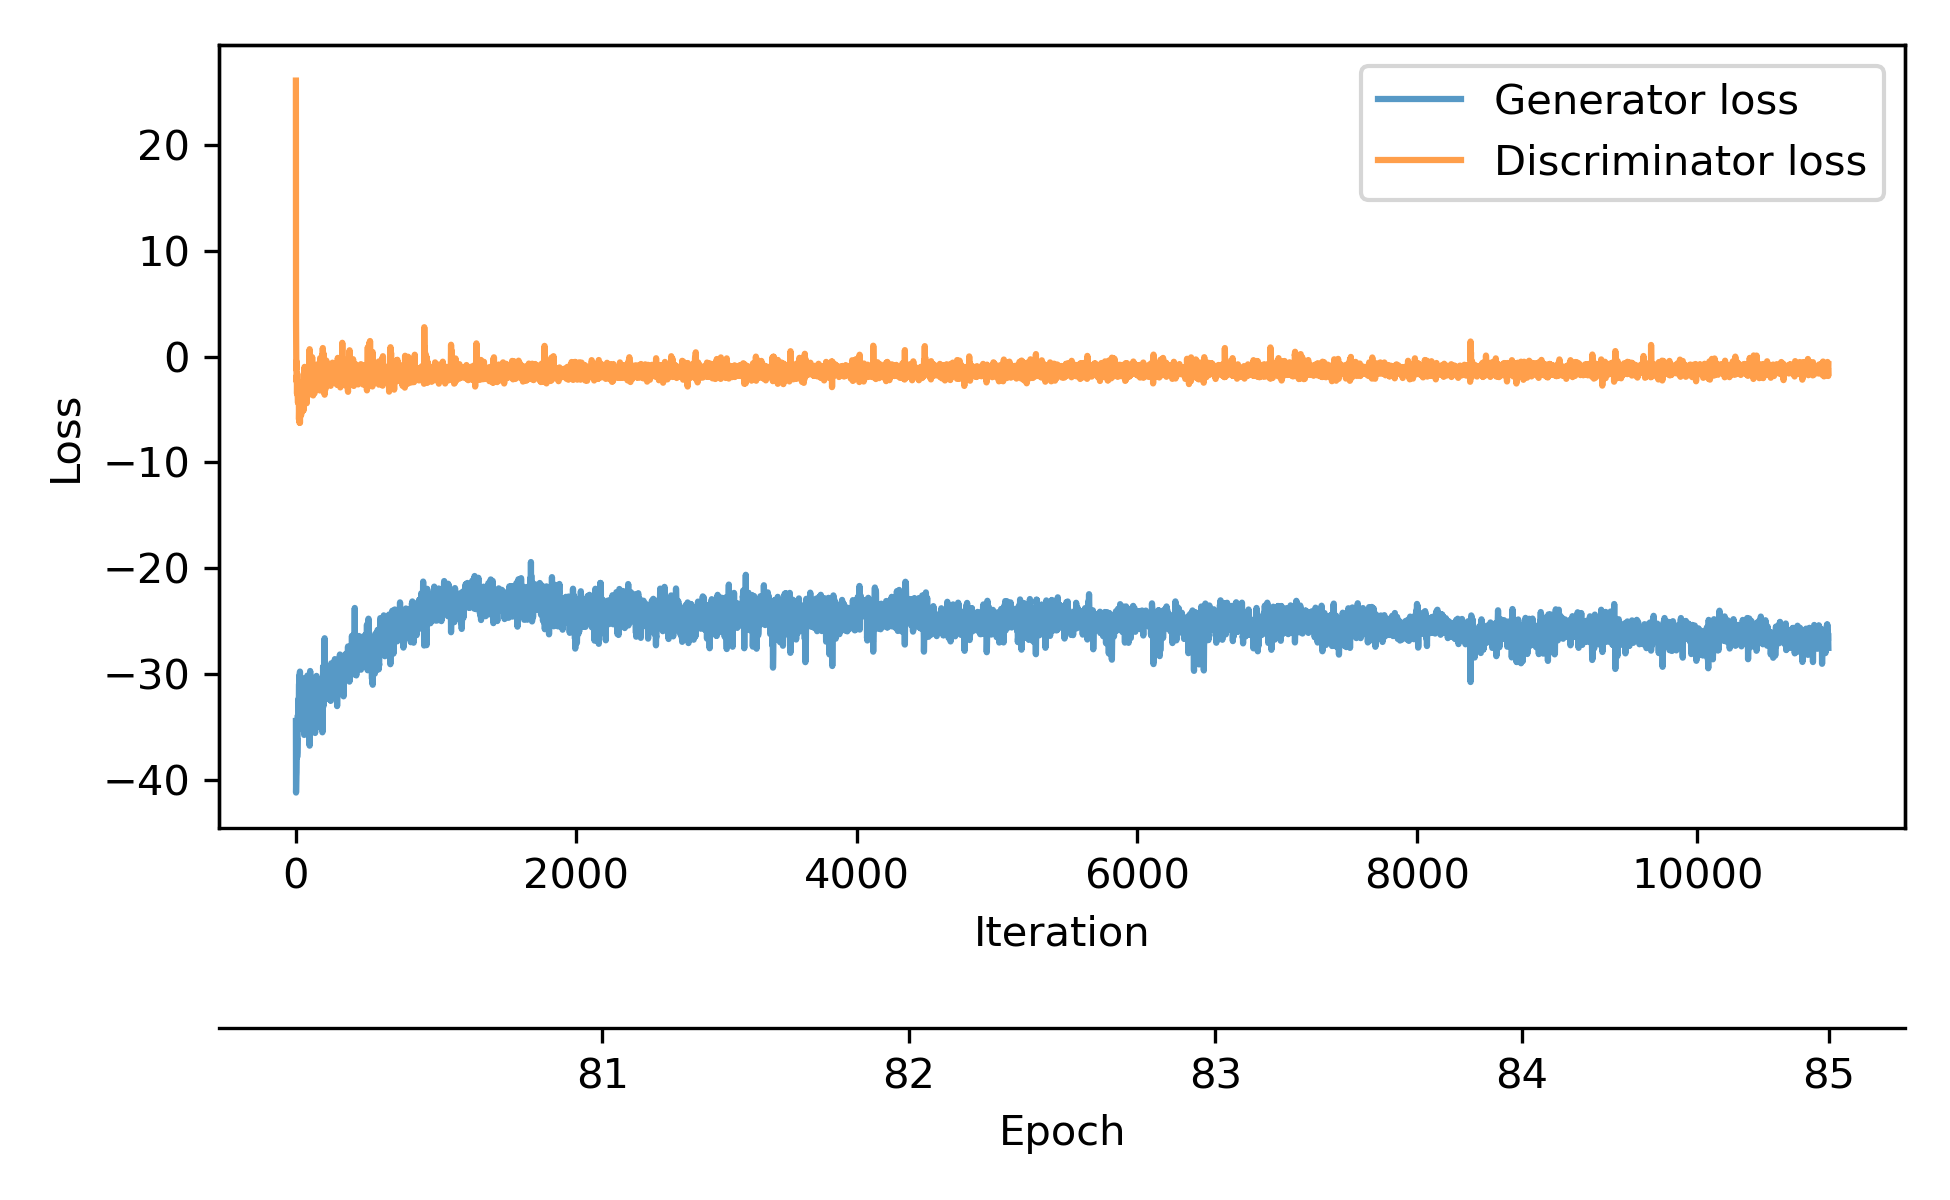 Generator loss
Discriminator loss
20
10
0
−10
−20
−30
−40
Loss
0 2000 4000 6000 8000 10000
Iteration
81 82 83 84 85
Epoch